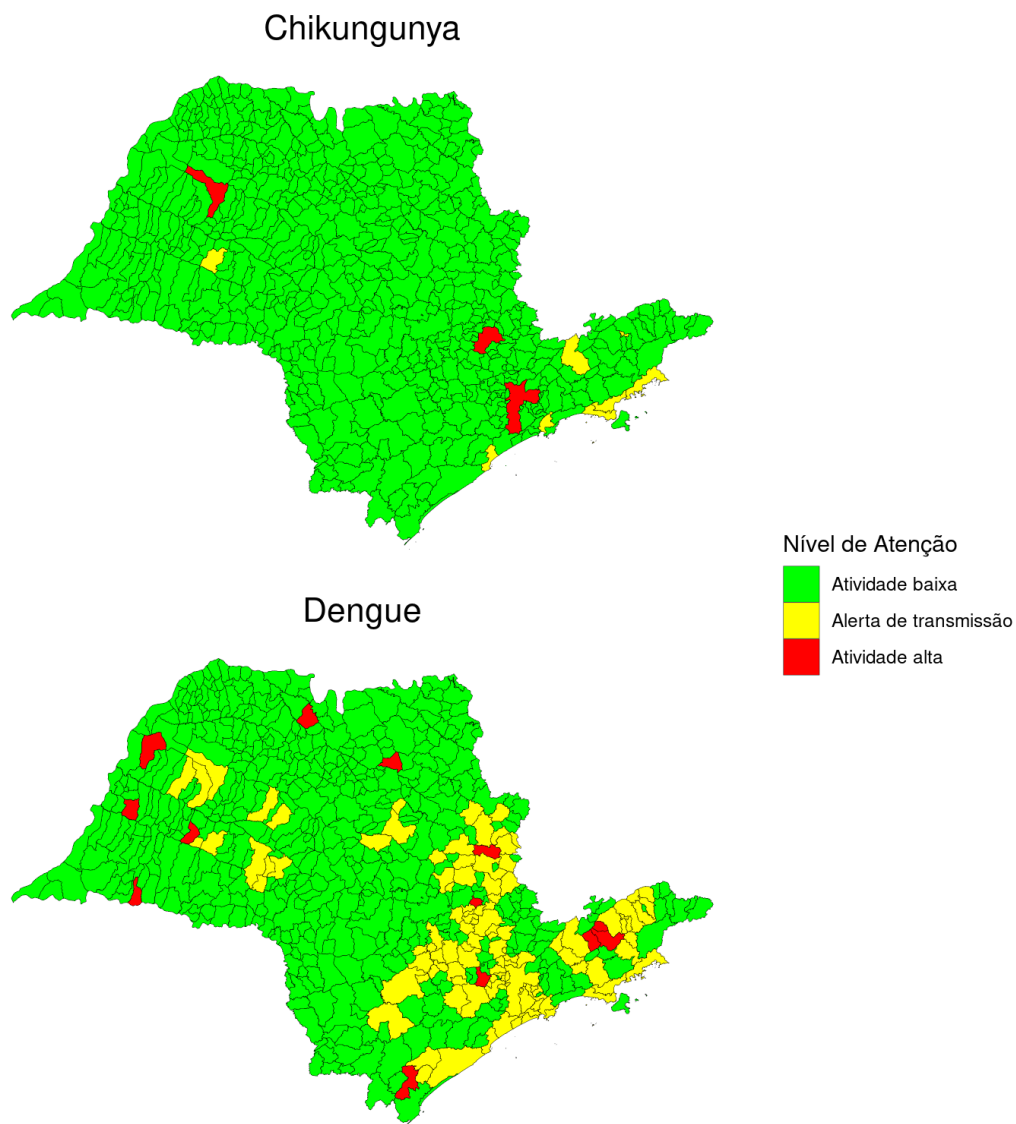 Chikungunya
Nível de Atenção
Atividade baixa
Alerta de transmissão
Atividade alta
Dengue